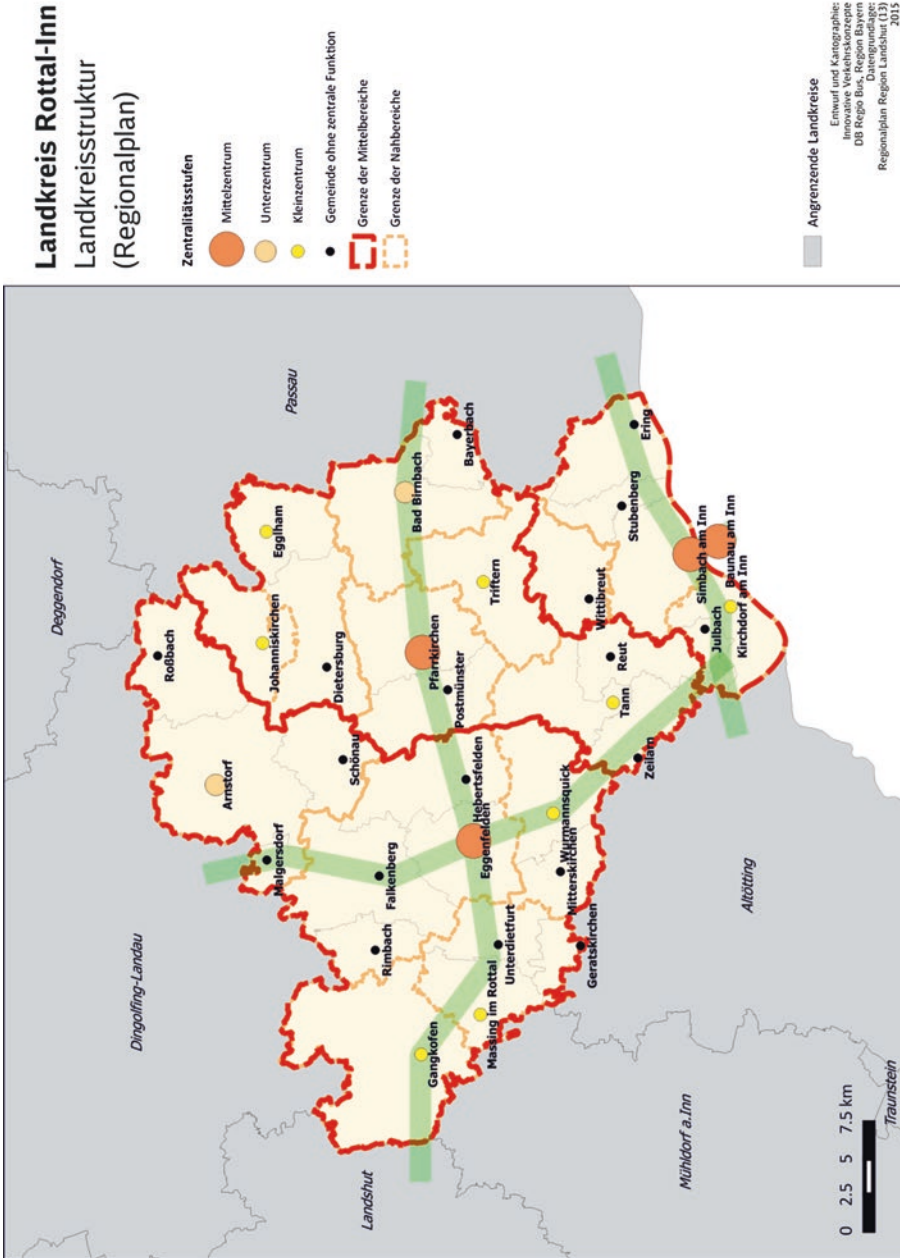 Landkreis Rottal-Inn
Landkreisstruktur
(Regionalplan)
Zentralitätsstufen
Mittelzentrum
Unterzentrum
Kleinzentrum
Gemeinde ohne zentrale Funktion
Grenze der Mittelbereiche
Grenze der Nahbereiche
Angrenzende Landkreise
Entwurf und Kartographie:
Innovative Verkehrskonzepte
DB Regio Bus, Region Bayern
Datengrundlage:
Regionalplan Region Landshut (13)
2015
Deggendorf
Passau
Dingolfing-Landau
Landshut
Mühldorf a.Inn
Altötting
Traunstein
Roßbach
Egglham
Johanniskirchen
Arnstorf
Dietersburg
Malgersdorf
Schönau
Bad Birnbach
Bayerbach
Pfarrkirchen
Postmünster
Triftern
Falkenberg
Rimbach
Hebertsfelden
Eggenfelden
Gangkofen
Massing im Rottal
Unterdietfurt
Wurmannsquick
Mitterskirchen
Geratskirchen
Wittibreut
Stubenberg
Ering
Reut
Tann
Zeilarn
Simbach am Inn
Baunau am Inn
Julbach
Kirchdorf am Inn
0 2.5 5 7.5 km